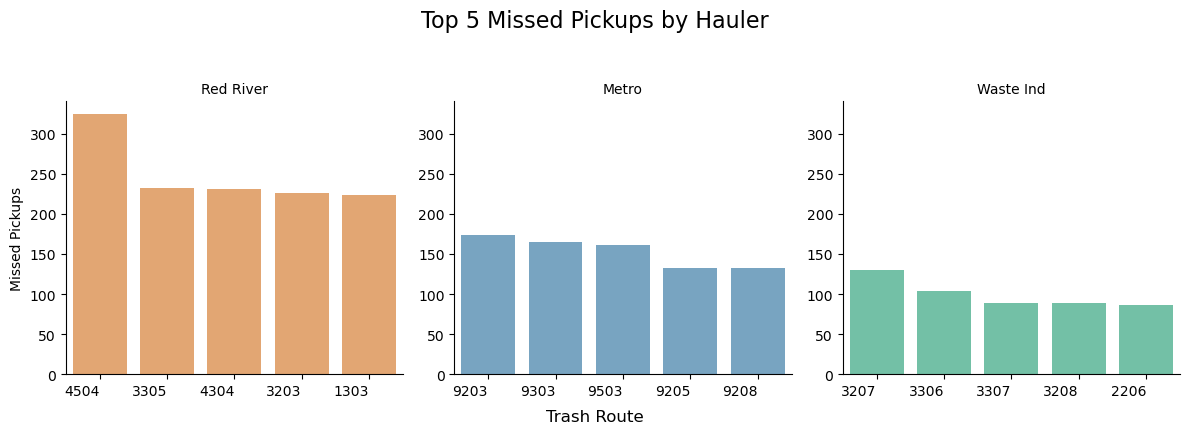 Top 5 Missed Pickups by Hauler
Red River
Metro
Waste Ind
Missed Pickups
300
250
200
150
100
50
0
4504 3305 4304 3203 1303
300
250
200
150
100
50
0
9203 9303 9503 9205 9208
300
250
200
150
100
50
0
3207 3306 3307 3208 2206
Trash Route